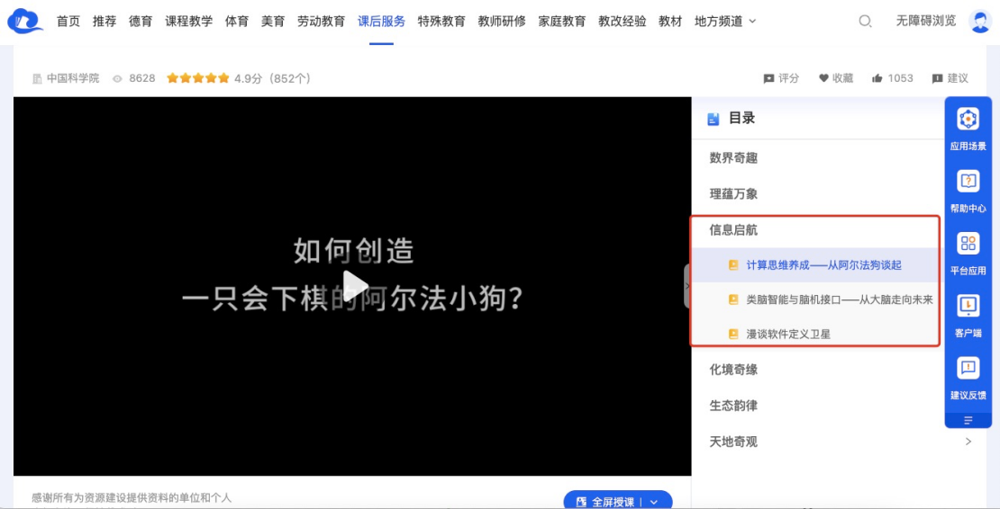 首页 推荐 德育 课程教学 体育 美育 劳动教育 课后服务 特殊教育 教师研修 家庭教育 教改经验 教材 地方频道 无障碍浏览
中国科学院 8628 4.9分 (852个) 评分 收藏 1053 建议
如何创造
一只会下棋的阿尔法小狗?
目录
数界奇趣
理蕴万象
信息启航
计算思维养成——从阿尔法狗谈起
类脑智能与脑机接口——从大脑走向未来
漫谈软件定义卫星
化境奇缘
生态韵律
天地奇观
应用场景
帮助中心
平台应用
客户端
建议反馈
感谢所有为资源建设提供资料的单位和个人
全屏授课